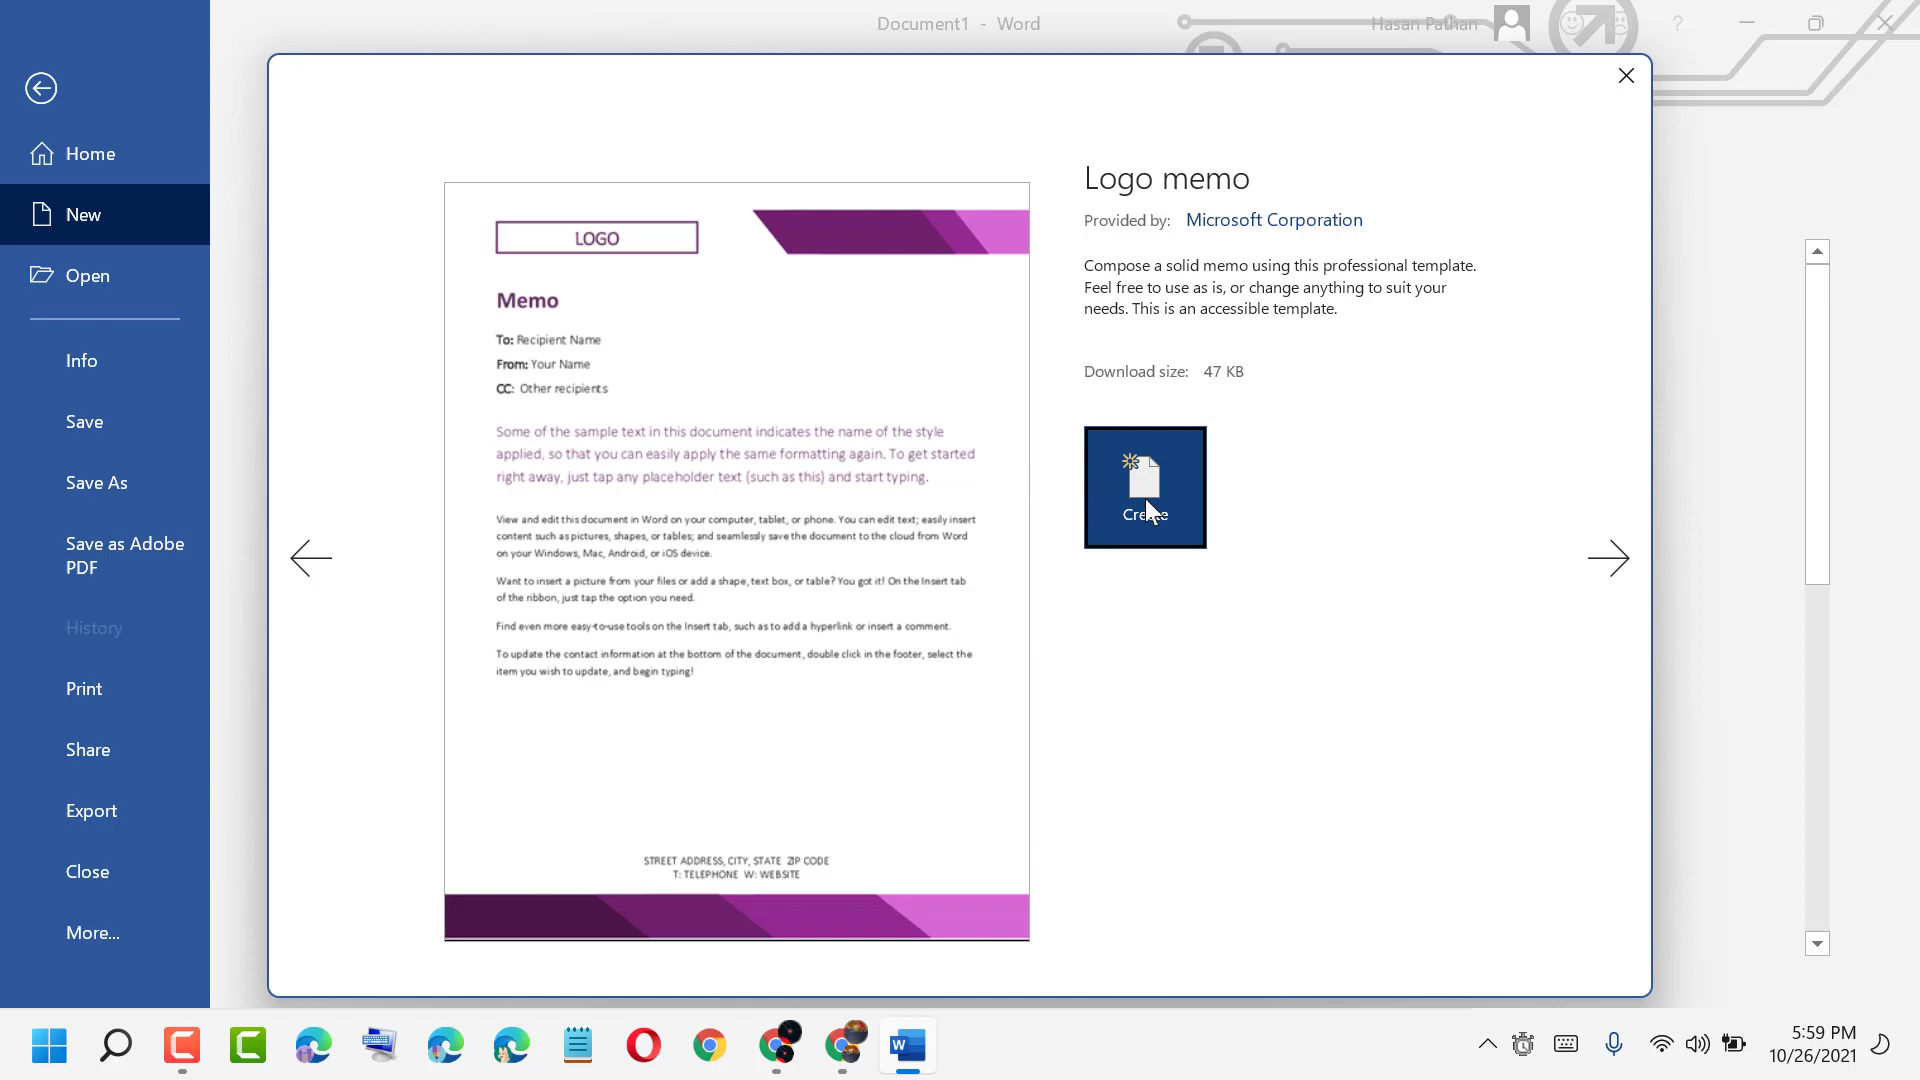 Document1 - Word
Hasan Pathan
?
Home
New
Open
Info
Save
Save As
Save as Adobe
PDF
History
Print
Share
Export
Close
More...
LOGO
Memo
To: Recipient Name
From: Your Name
CC: Other recipients
Some of the sample text in this document indicates the name of the style
applied, so that you can easily apply the same formatting again. To get started
right away, just tap any placeholder text (such as this) and start typing.
View and edit this document in Word on your computer, tablet, or phone. You can edit text; easily insert
content such as pictures, shapes, or tables; and seamlessly save the document to the cloud from Word
on your Windows, Mac, Android, or iOS device.
Want to insert a picture from your files or add a shape, text box, or table? You got it! On the Insert tab
of the ribbon, just tap the option you need.
Find even more easy-to-use tools on the Insert tab, such as to add a hyperlink or insert a comment.
To update the contact information at the bottom of the document, double click in the footer, select the
item you wish to update, and begin typing!
STREET ADDRESS, CITY, STATE ZIP CODE
T: TELEPHONE W: WEBSITE
Logo memo
Provided by: Microsoft Corporation
Compose a solid memo using this professional template.
Feel free to use as is, or change anything to suit your
needs. This is an accessible template.
Download size: 47 KB
Create
W
5:59 PM
10/26/2021